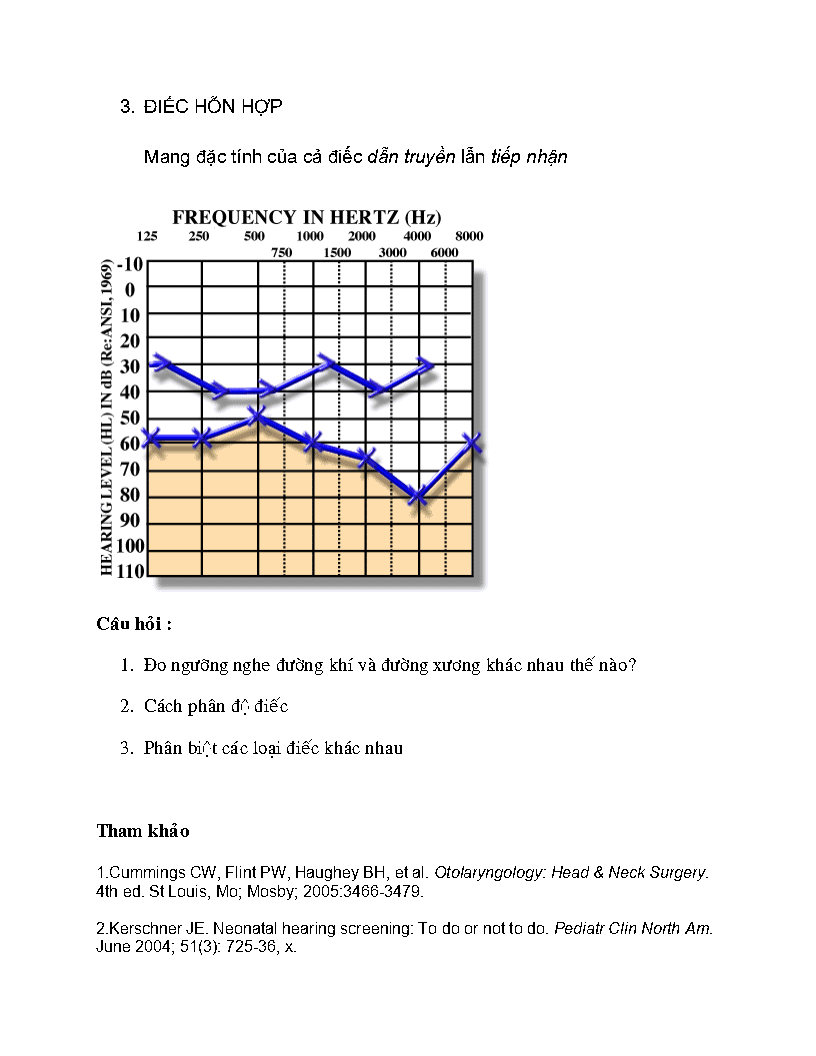 3. ĐIẾC HỖN HỢP
Mang đặc tính của cả điếc dẫn truyền lẫn tiếp nhận
FREQUENCY IN HERTZ (Hz)
125 250 500 1000 2000 4000 8000
750 1500 3000 6000
HEARING LEVEL (HL) IN dB (Re:ANSI, 1969)
-10
0
10
20
30
40
50
60
70
80
90
100
110
Câu hỏi :
1. Đo ngưỡng nghe đường khí và đường xương khác nhau thế nào?
2. Cách phân độ điếc
3. Phân biệt các loại điếc khác nhau
Tham khảo
1.Cummings CW, Flint PW, Haughey BH, et al. Otolaryngology: Head & Neck Surgery.
4th ed. St Louis, Mo; Mosby; 2005:3466-3479.
2.Kerschner JE. Neonatal hearing screening: To do or not to do. Pediatr Clin North Am.
June 2004; 51(3): 725-36, x.